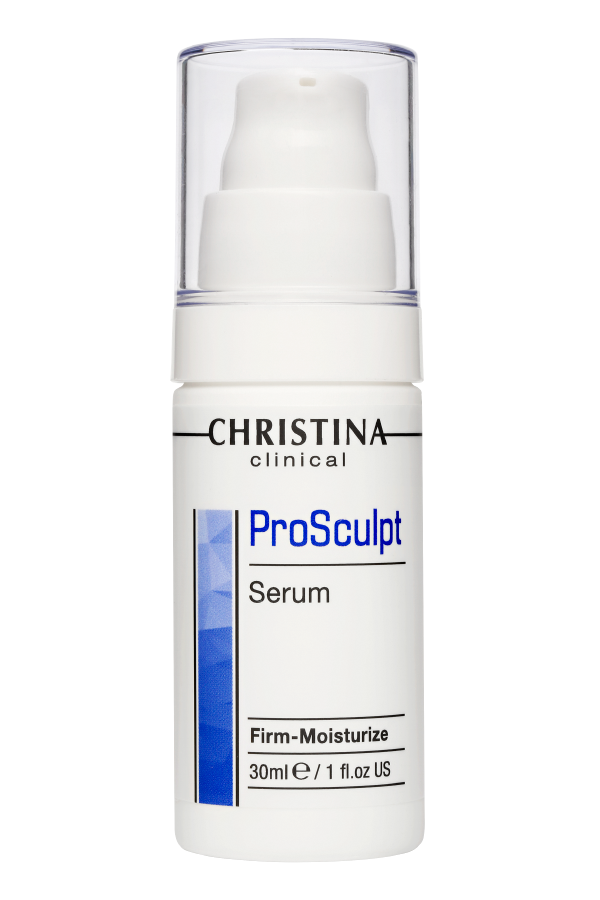 CHRISTINA
clinical
ProSculpt
Serum
Firm-Moisturize
30ml ℮ / 1 fl.oz US